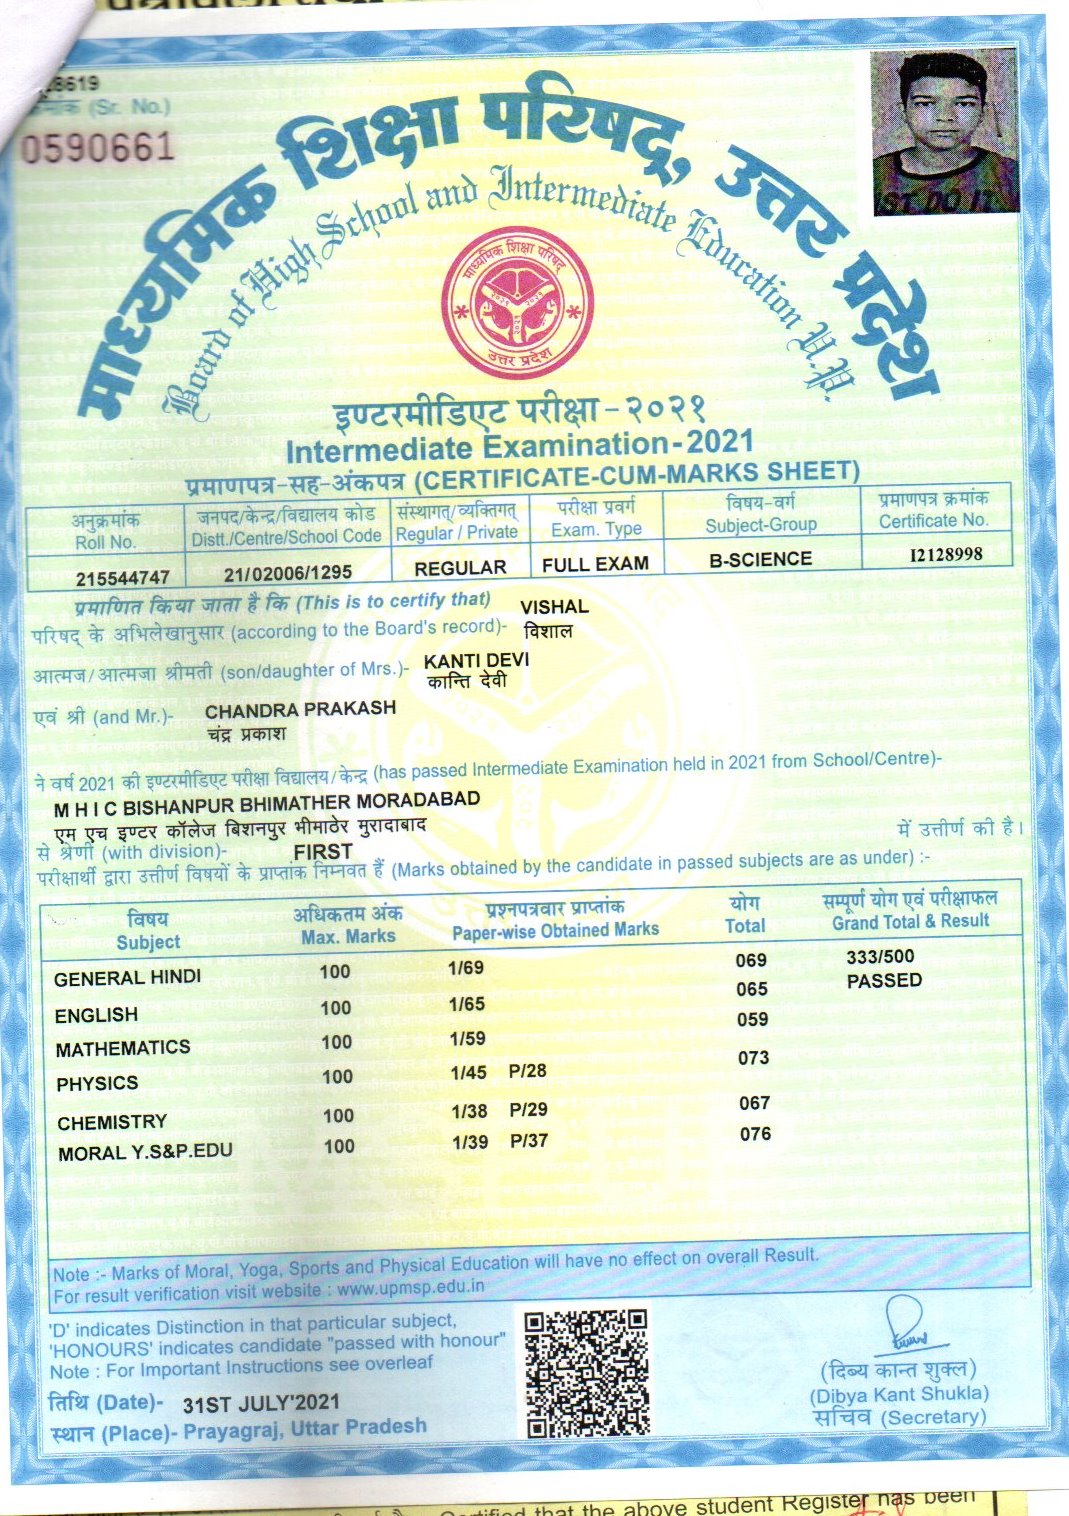 8619
क्रमांक (Sr. No.)
0590661
माध्यमिक शिक्षा परिषद्, उत्तर प्रदेश
Board of High School and Intermediate Education U.P.
माध्यमिक शिक्षा परिषद्
२०२१ २०२१
२०२१
उत्तर प्रदेश
ST.DO IT
इण्टरमीडिएट परीक्षा - २०२१
Intermediate Examination - 2021
प्रमाणपत्र-सह-अंकपत्र (CERTIFICATE-CUM-MARKS SHEET)
अनुक्रमांक जनपद/केन्द्र/विद्यालय कोड संस्थागत/व्यक्तिगत् परीक्षा प्रवर्ग विषय-वर्ग प्रमाणपत्र क्रमांक
Roll No. Distt./Centre/School Code Regular / Private Exam. Type Subject-Group Certificate No.
215544747 21/02006/1295 REGULAR FULL EXAM B-SCIENCE I2128998
प्रमाणित किया जाता है कि (This is to certify that) VISHAL
परिषद् के अभिलेखानुसार (according to the Board's record)- विशाल
आत्मज/आत्मजा श्रीमती (son/daughter of Mrs.)- KANTI DEVI
कान्ति देवी
एवं श्री (and Mr.)- CHANDRA PRAKASH
चंद्र प्रकाश
ने वर्ष 2021 की इण्टरमीडिएट परीक्षा विद्यालय/केन्द्र (has passed Intermediate Examination held in 2021 from School/Centre)-
M H I C BISHANPUR BHIMATHER MORADABAD
एम एच इण्टर कॉलेज बिशनपुर भीमाठेर मुरादाबाद में उत्तीर्ण की है।
से श्रेणी (with division)- FIRST
परीक्षार्थी द्वारा उत्तीर्ण विषयों के प्राप्तांक निम्नवत हैं (Marks obtained by the candidate in passed subjects are as under) :-
विषय अधिकतम अंक प्रश्नपत्रवार प्राप्तांक योग सम्पूर्ण योग एवं परीक्षाफल
Subject Max. Marks Paper-wise Obtained Marks Total Grand Total & Result
GENERAL HINDI 100 1/69 069 333/500
PASSED
ENGLISH 100 1/65 065
MATHEMATICS 100 1/59 059
PHYSICS 100 1/45 P/28 073
CHEMISTRY 100 1/38 P/29 067
MORAL Y.S&P.EDU 100 1/39 P/37 076
Note :- Marks of Moral, Yoga, Sports and Physical Education will have no effect on overall Result.
For result verification visit website : www.upmsp.edu.in
'D' indicates Distinction in that particular subject,
'HONOURS' indicates candidate "passed with honour"
Note : For Important Instructions see overleaf
तिथि (Date)- 31ST JULY'2021
स्थान (Place)- Prayagraj, Uttar Pradesh
(दिब्य कान्त शुक्ल)
(Dibya Kant Shukla)
सचिव (Secretary)
Certified that the above student Register has been